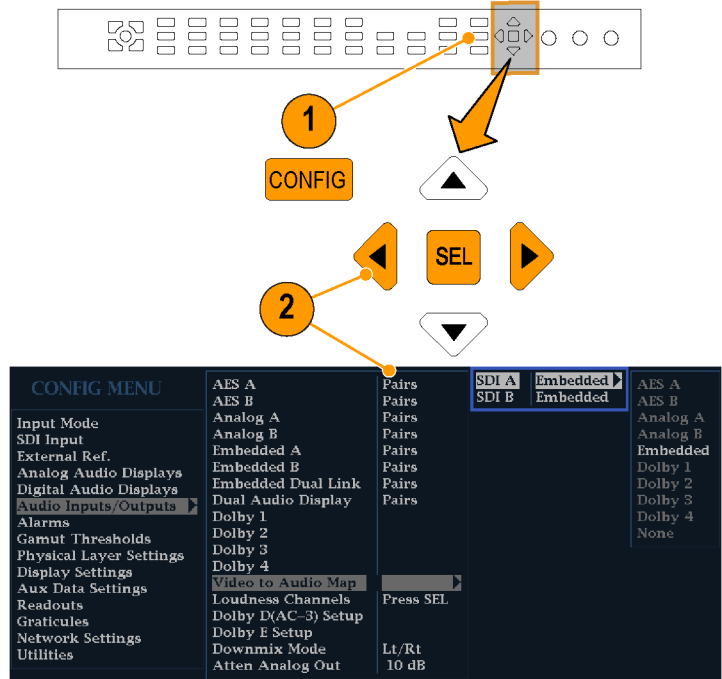 1
CONFIG
SEL
2
CONFIG MENU
Input Mode
SDI Input
External Ref.
Analog Audio Displays
Digital Audio Displays
Audio Inputs/Outputs
Alarms
Gamut Thresholds
Physical Layer Settings
Display Settings
Aux Data Settings
Readouts
Graticules
Network Settings
Utilities
AES A Pairs
AES B Pairs
Analog A Pairs
Analog B Pairs
Embedded A Pairs
Embedded B Pairs
Embedded Dual Link Pairs
Dual Audio Display Pairs
Dolby 1
Dolby 2
Dolby 3
Dolby 4
Video to Audio Map
Loudness Channels Press SEL
Dolby D(AC-3) Setup
Dolby E Setup
Downmix Mode Lt/Rt
Atten Analog Out 10 dB
SDI A Embedded
SDI B Embedded
AES A
AES B
Analog A
Analog B
Embedded
Dolby 1
Dolby 2
Dolby 3
Dolby 4
None